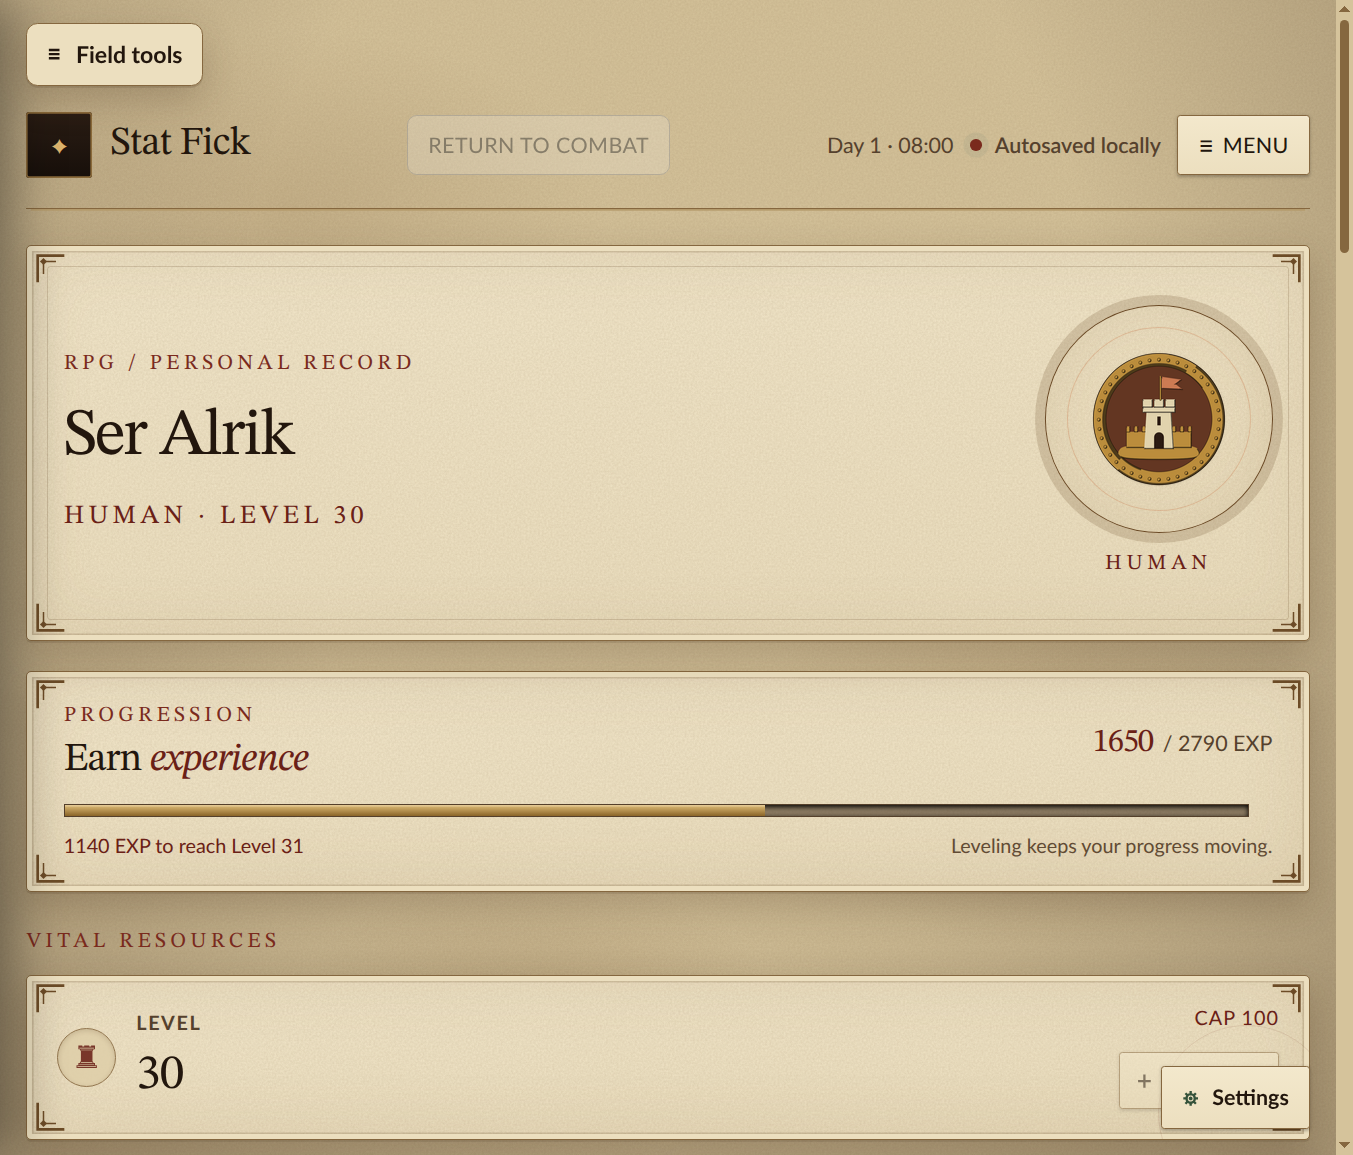 ≡ Field tools
Stat Fick
RETURN TO COMBAT
Day 1 · 08:00
Autosaved locally
≡ MENU
RPG / PERSONAL RECORD
Ser Alrik
HUMAN · LEVEL 30
HUMAN
PROGRESSION
Earn experience
1650 / 2790 EXP
1140 EXP to reach Level 31
Leveling keeps your progress moving.
VITAL RESOURCES
LEVEL
30
CAP 100
+
Settings